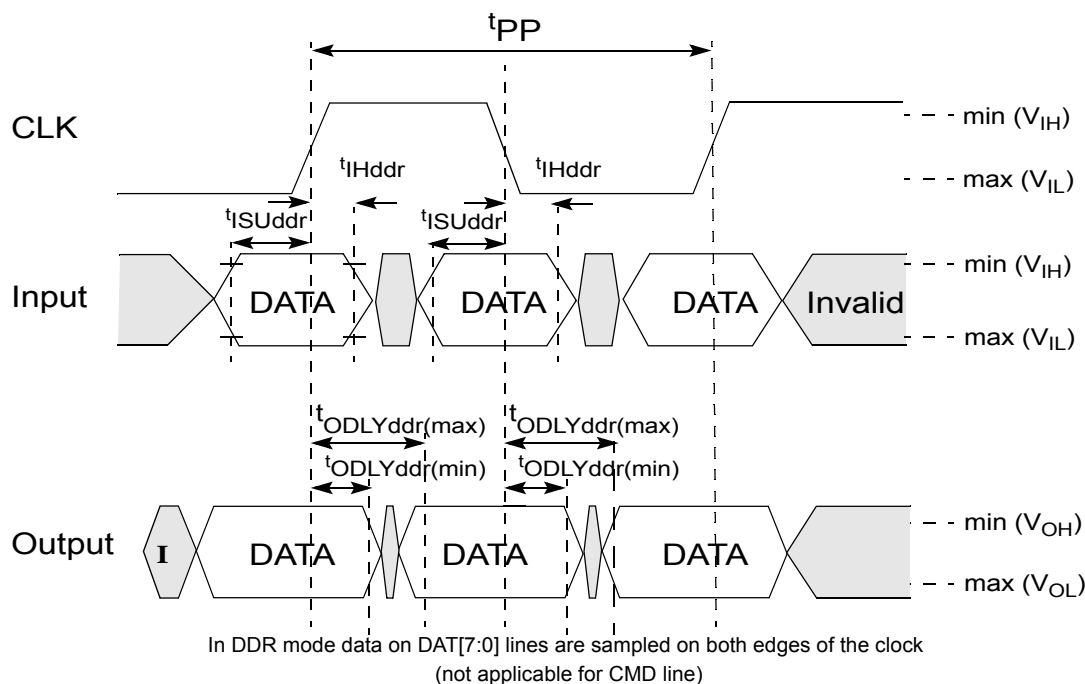 tPP
CLK
min (VIH)
tIHddr
tIHddr
max (VIL)
tISUddr
tISUddr
min (VIH)
Input
DATA
DATA
DATA
Invalid
max (VIL)
tODLYddr(max)
tODLYddr(max)
tODLYddr(min)
tODLYddr(min)
min (VOH)
Output
I
DATA
DATA
DATA
max (VOL)
In DDR mode data on DAT[7:0] lines are sampled on both edges of the clock
(not applicable for CMD line)